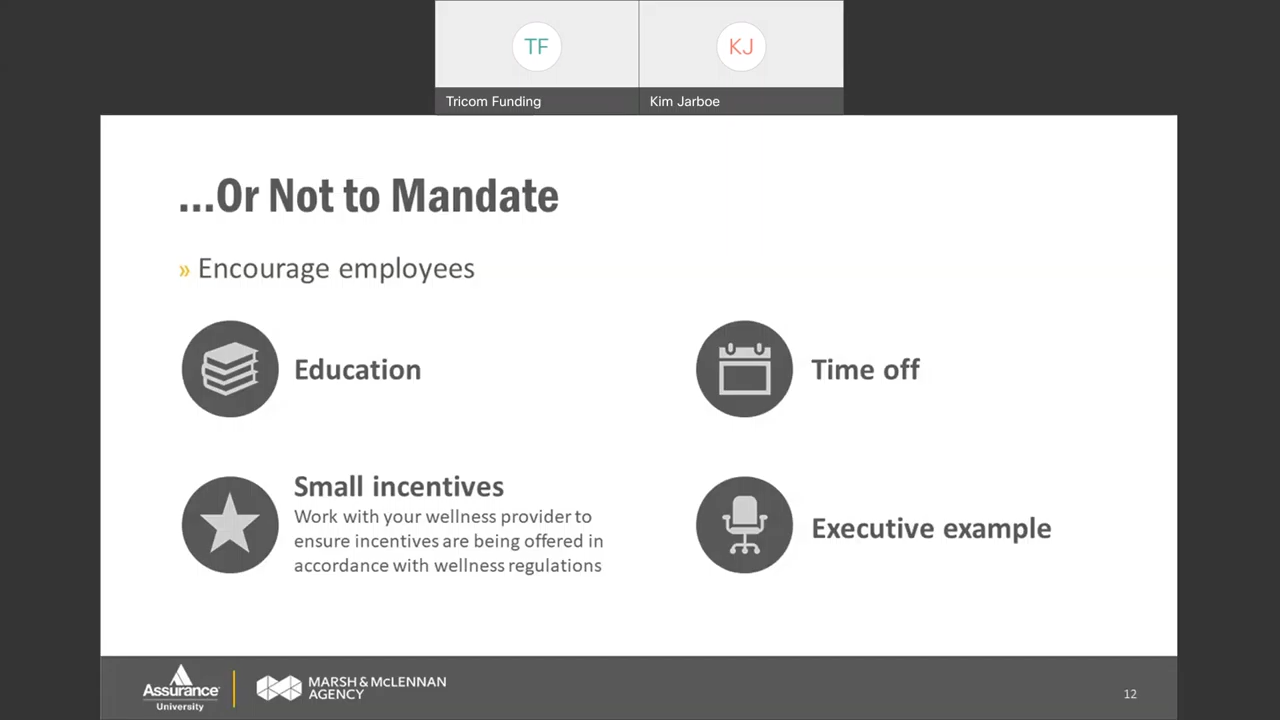 TF
KJ
Tricom Funding
Kim Jarboe
...Or Not to Mandate
» Encourage employees
Education
Time off
Small incentives
Work with your wellness provider to
ensure incentives are being offered in
accordance with wellness regulations
Executive example
Assurance
University
MARSH & McLENNAN
AGENCY
12